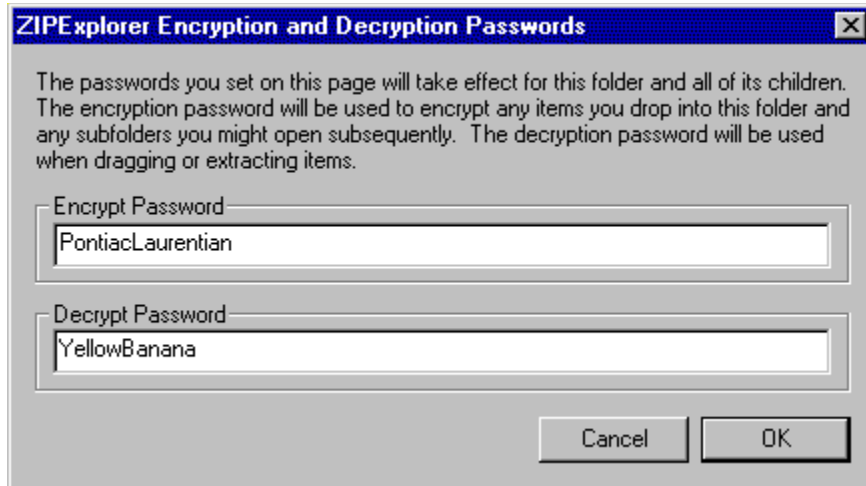 ZIPExplorer Encryption and Decryption Passwords
The passwords you set on this page will take effect for this folder and all of its children.
The encryption password will be used to encrypt any items you drop into this folder and
any subfolders you might open subsequently.  The decryption password will be used
when dragging or extracting items.
Encrypt Password
PontiacLaurentian
Decrypt Password
YellowBanana
Cancel OK